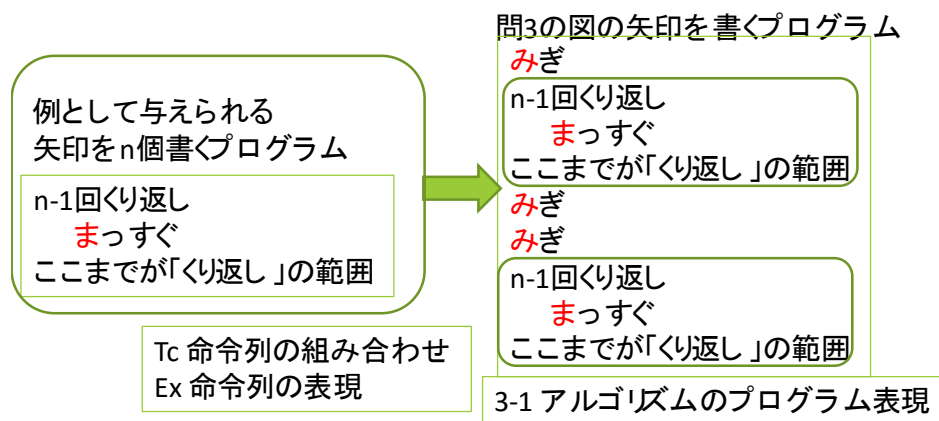 例として与えられる
矢印をn個書くプログラム
n-1回くり返し
まっすぐ
ここまでが「くり返し」の範囲
Tc 命令列の組み合わせ
Ex 命令列の表現
問3の図の矢印を書くプログラム
みぎ
n-1回くり返し
まっすぐ
ここまでが「くり返し」の範囲
みぎ
みぎ
n-1回くり返し
まっすぐ
ここまでが「くり返し」の範囲
3-1 アルゴリズムのプログラム表現